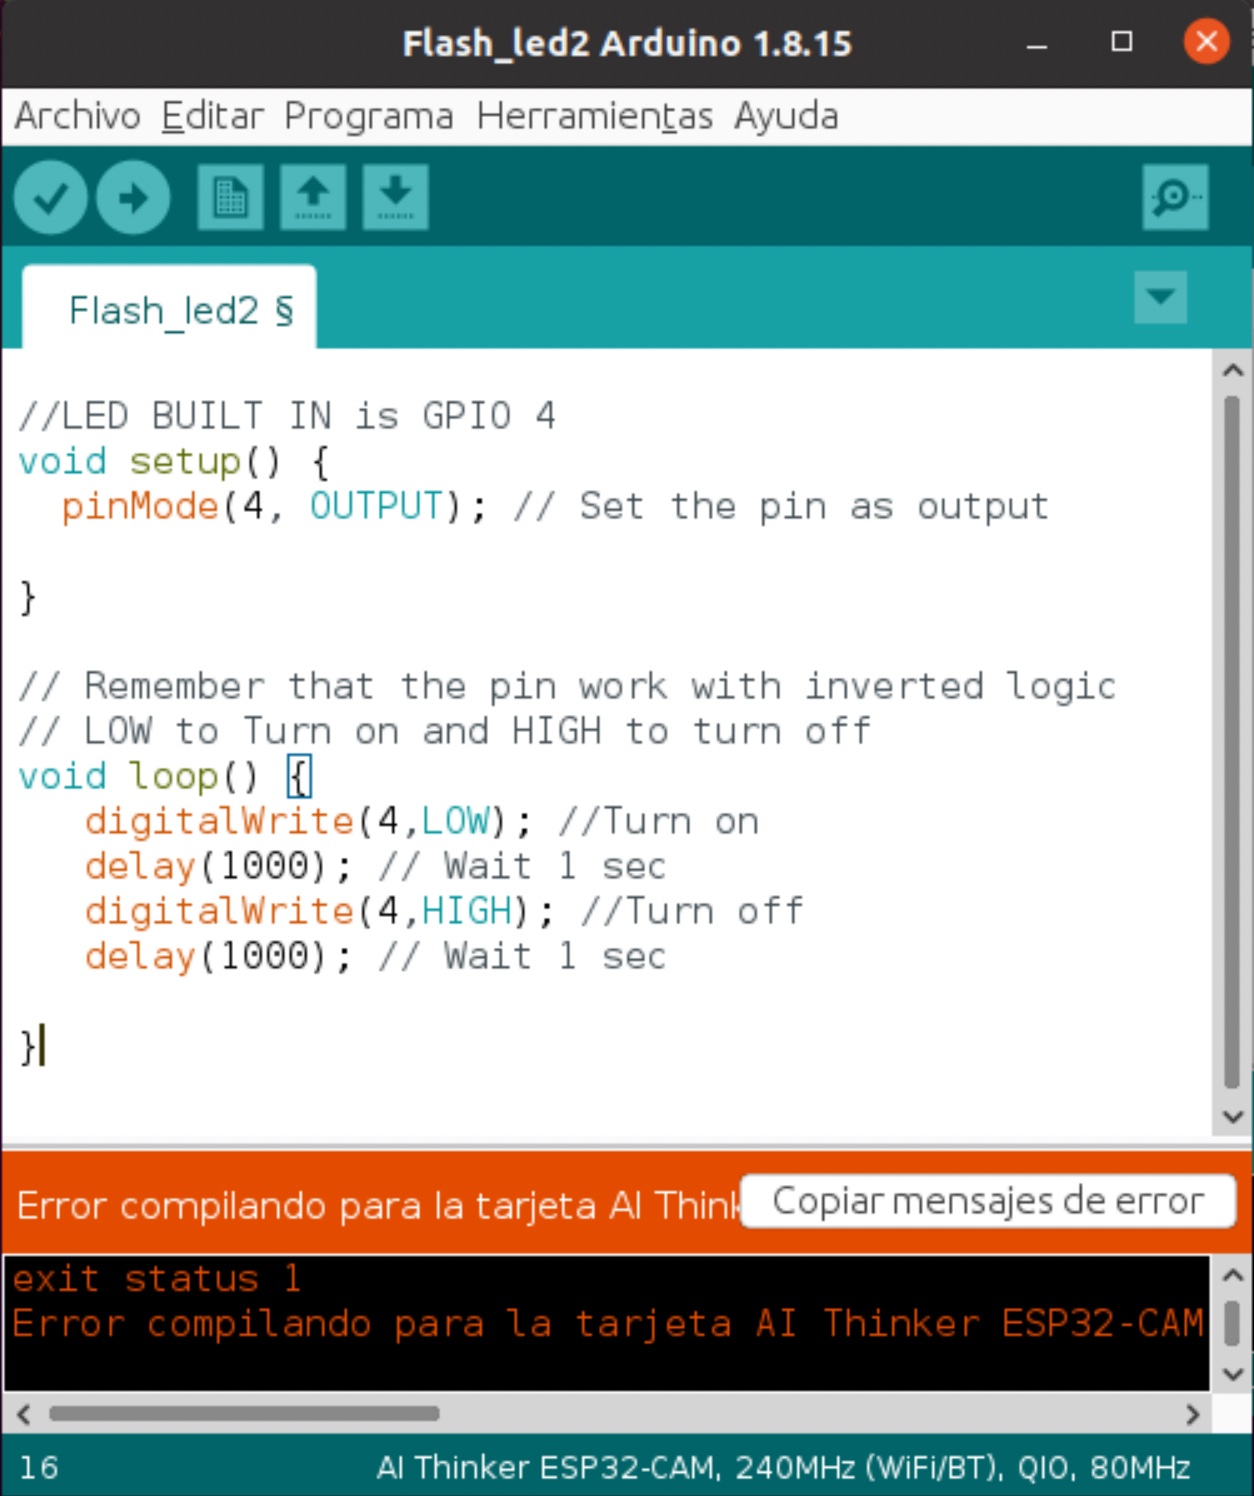 Flash_led2 Arduino 1.8.15
Archivo Editar Programa Herramientas Ayuda
Flash_led2 §
//LED BUILT IN is GPIO 4
void setup() {
  pinMode(4, OUTPUT); // Set the pin as output
}
// Remember that the pin work with inverted logic
// LOW to Turn on and HIGH to turn off
void loop() {
   digitalWrite(4,LOW); //Turn on
   delay(1000); // Wait 1 sec
   digitalWrite(4,HIGH); //Turn off
   delay(1000); // Wait 1 sec
}
Error compilando para la tarjeta AI Think Copiar mensajes de error
exit status 1
Error compilando para la tarjeta AI Thinker ESP32-CAM
16 AI Thinker ESP32-CAM, 240MHz (WiFi/BT), QIO, 80MHz